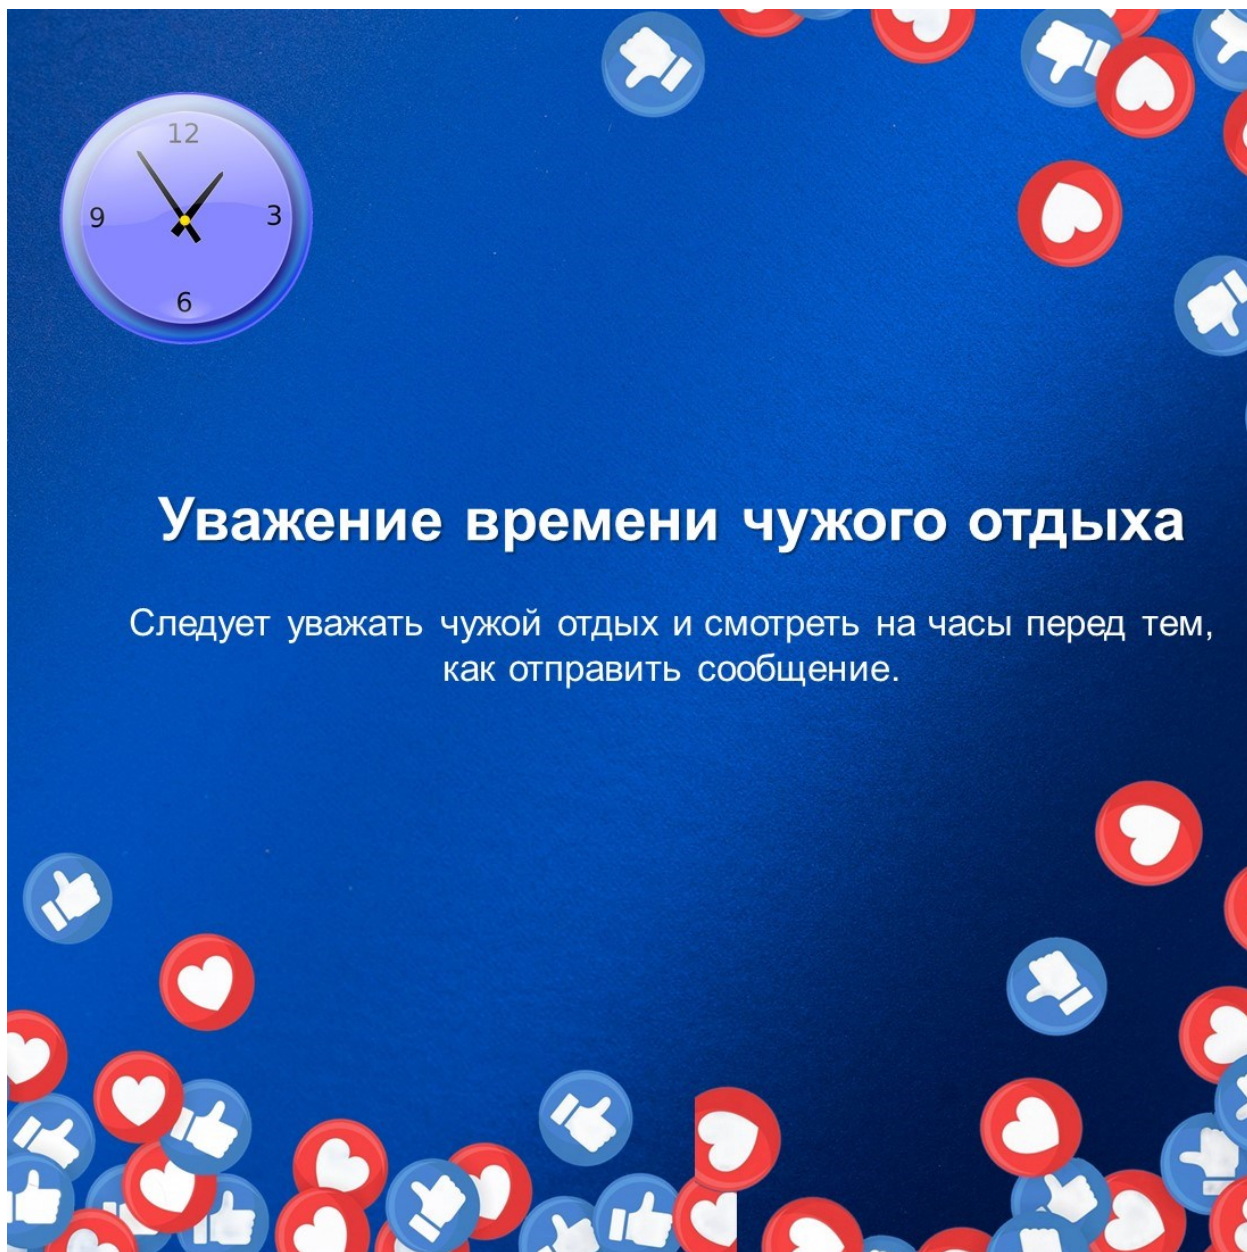 12
9
3
6
Уважение времени чужого отдыха
Следует уважать чужой отдых и смотреть на часы перед тем,
как отправить сообщение.